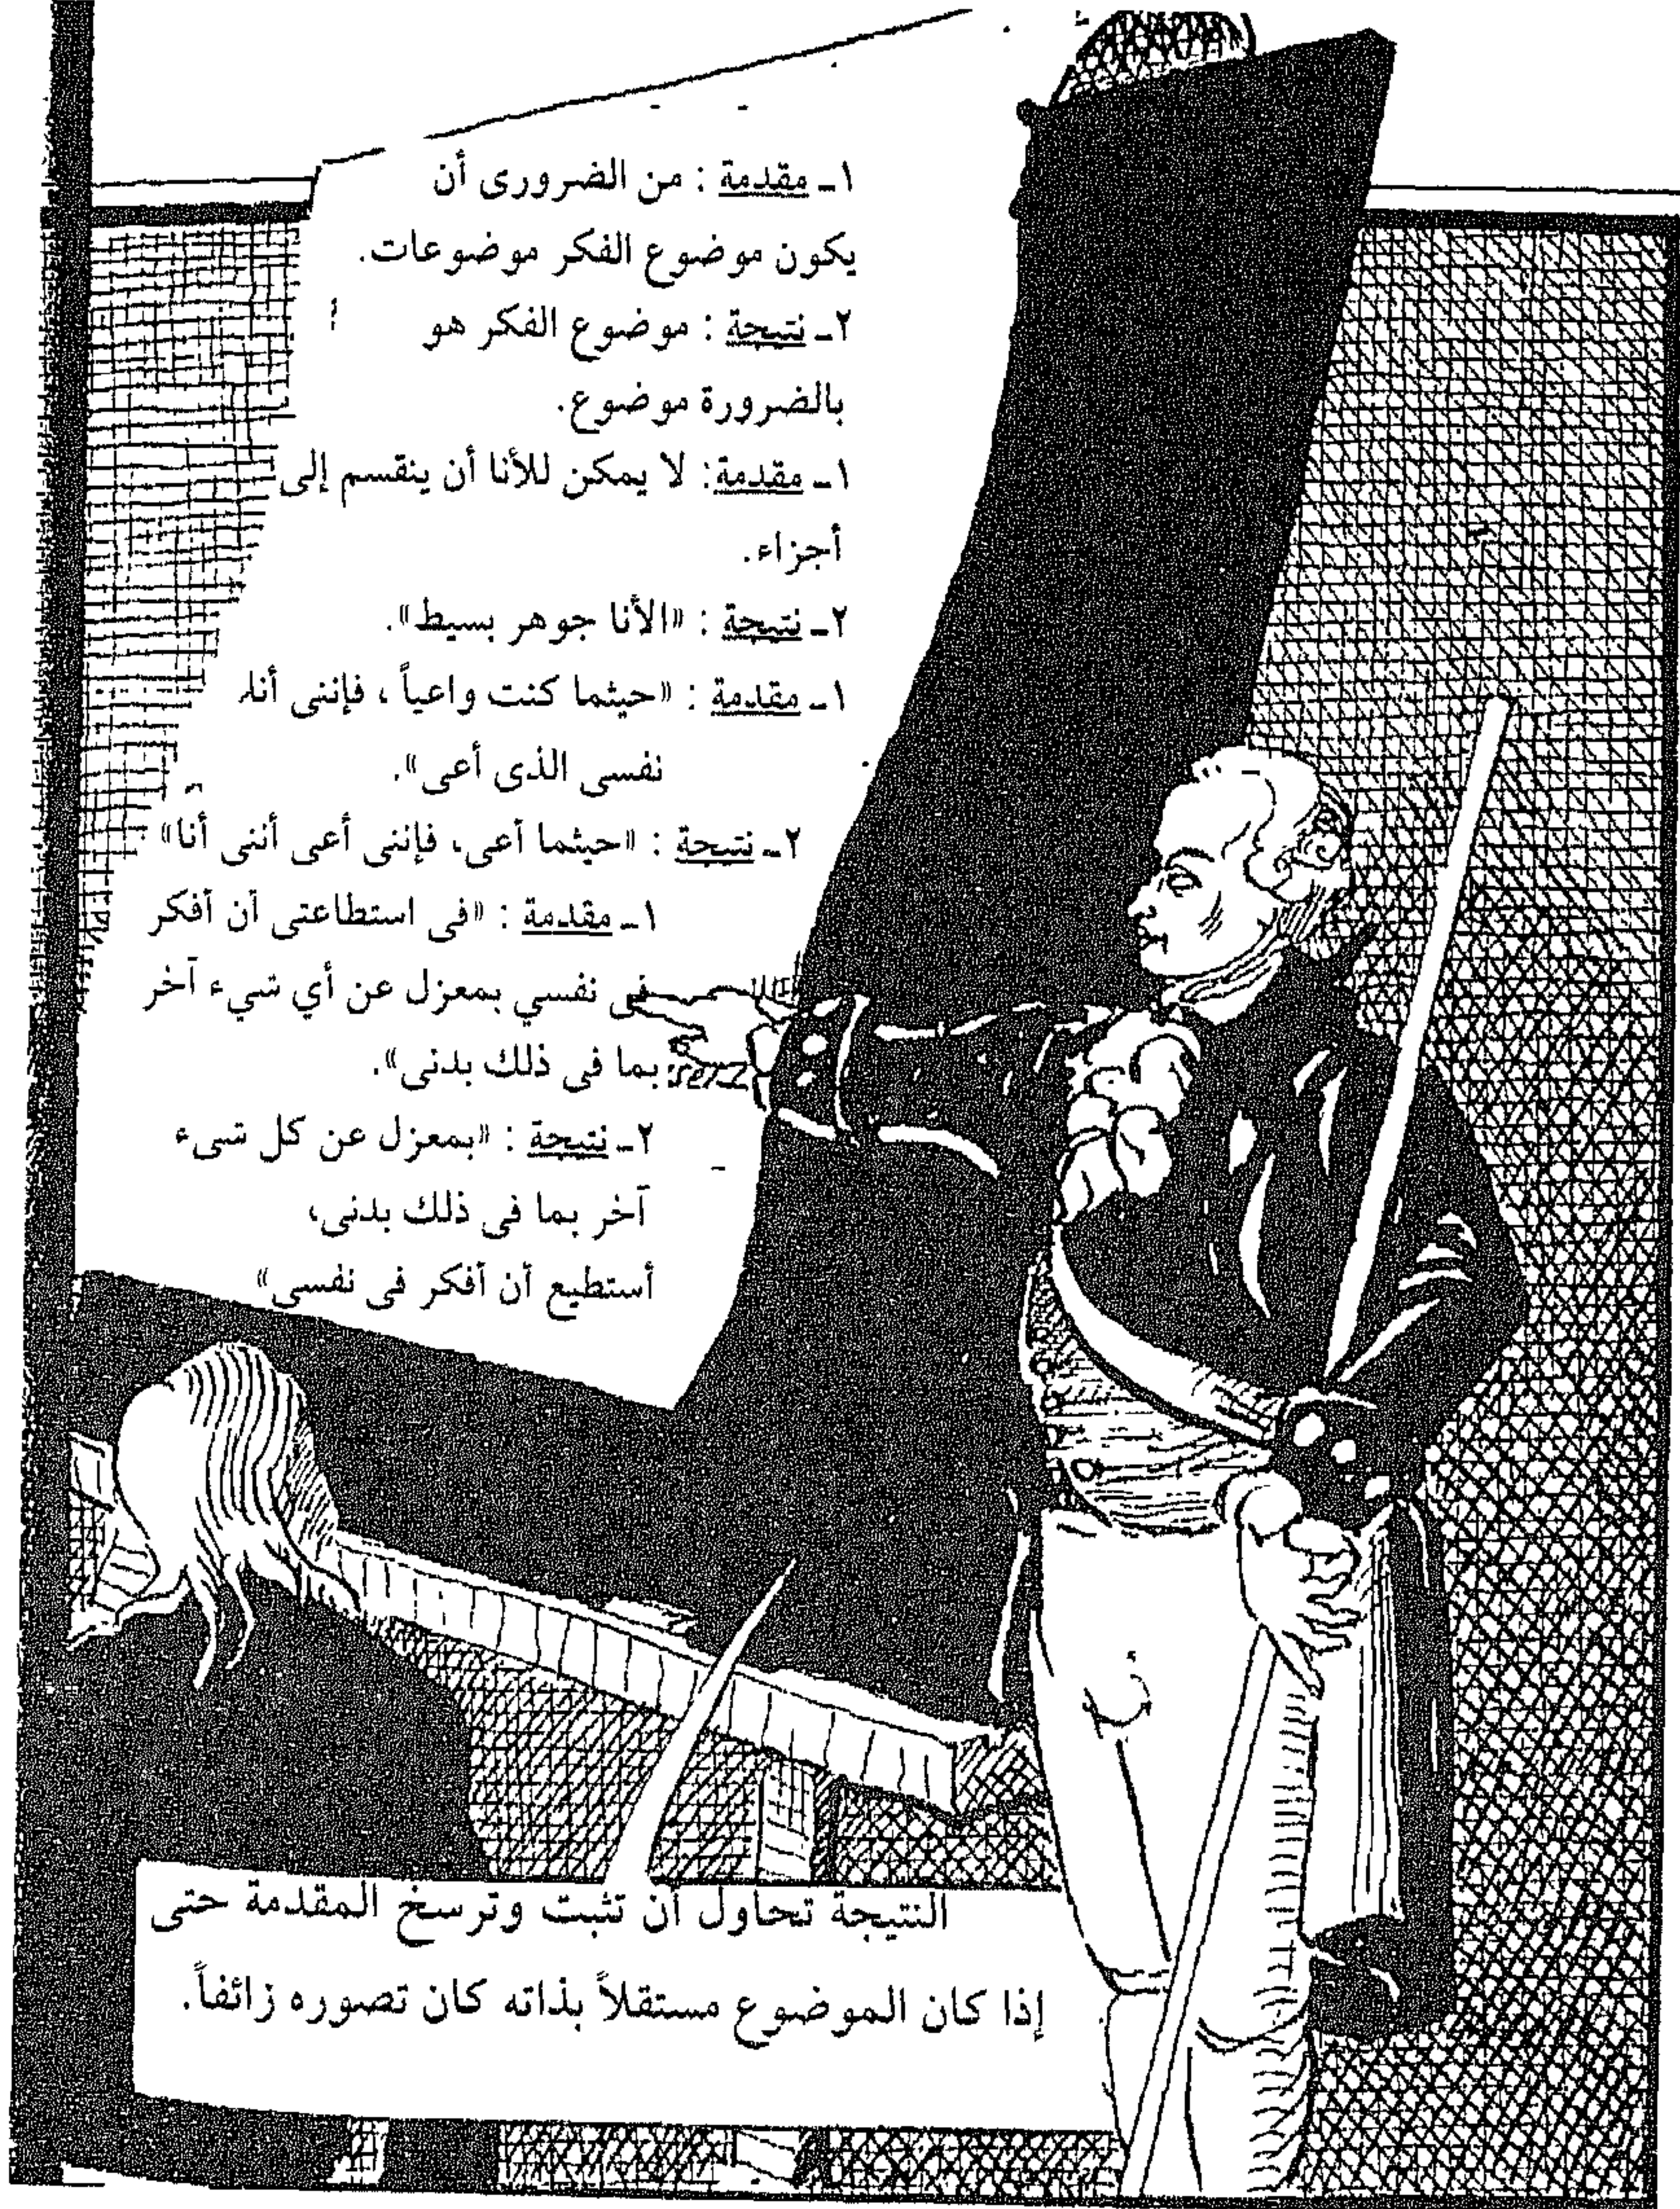 ١ـ مقدمة : من الضرورى أن
يكون موضوع الفكر موضوعات.
٢ـ نتيجة : موضوع الفكر هو
بالضرورة موضوع.
١ـ مقدمة : لا يمكن للأنا أن ينقسم إلى
أجزاء.
٢ـ نتيجة : «الأنا جوهر بسيط».
١ـ مقدمة : «حيثما كنت واعياً ، فإننى أنا
نفسى الذى أعى».
٢ـ نتيجة : «حيثما أعى، فإننى أعى أننى أنا»
١ـ مقدمة : «فى استطاعتى أن أفكر
فى نفسي بمعزل عن أي شيء آخر
بما فى ذلك بدنى».
٢ـ نتيجة : «بمعزل عن كل شىء
آخر بما فى ذلك بدنى،
أستطيع أن أفكر فى نفسى»
النتيجة تحاول أن تثبت وترسخ المقدمة حتى
إذا كان الموضوع مستقلاً بذاته كان تصوره زائفاً.